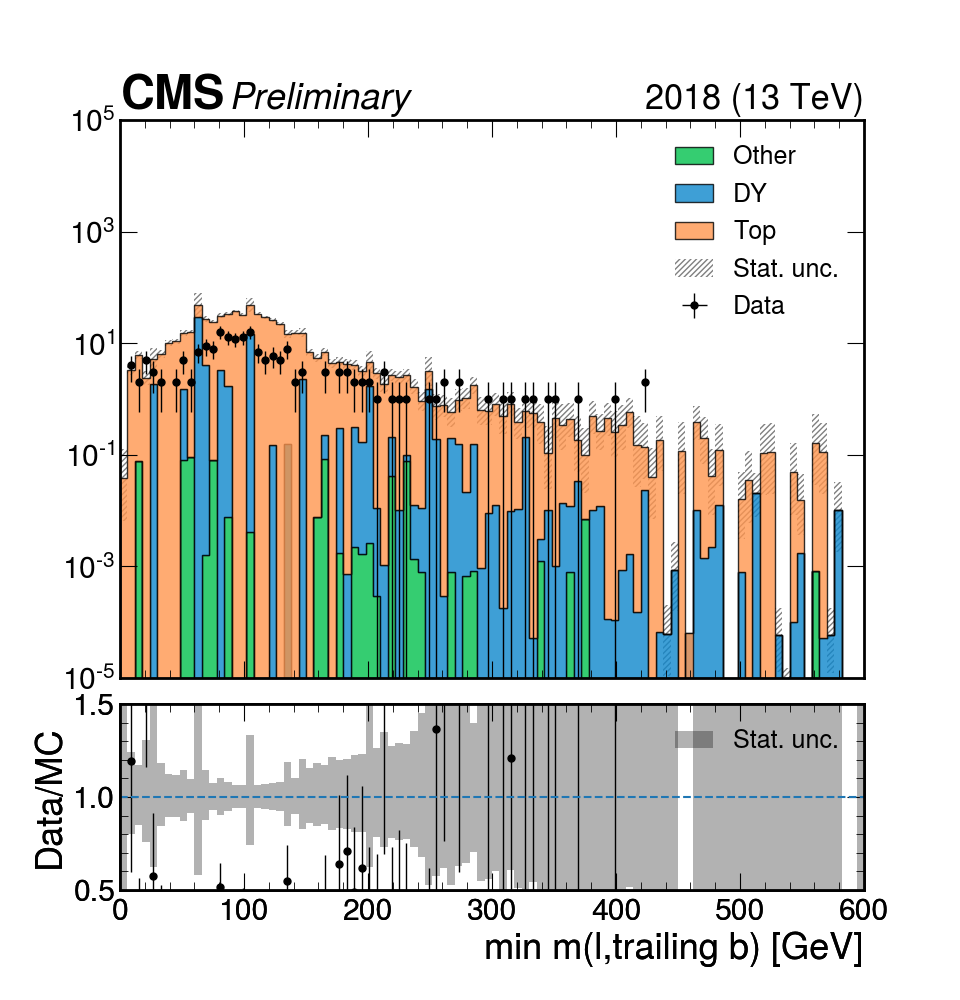 CMS Preliminary 2018 (13 TeV)
10^5
10^3
10^1
10^-1
10^-3
10^-5
Other
DY
Top
Stat. unc.
Data
Data/MC
1.5
1.0
0.5
Stat. unc.
0 100 200 300 400 500 600
min m(l,trailing b) [GeV]